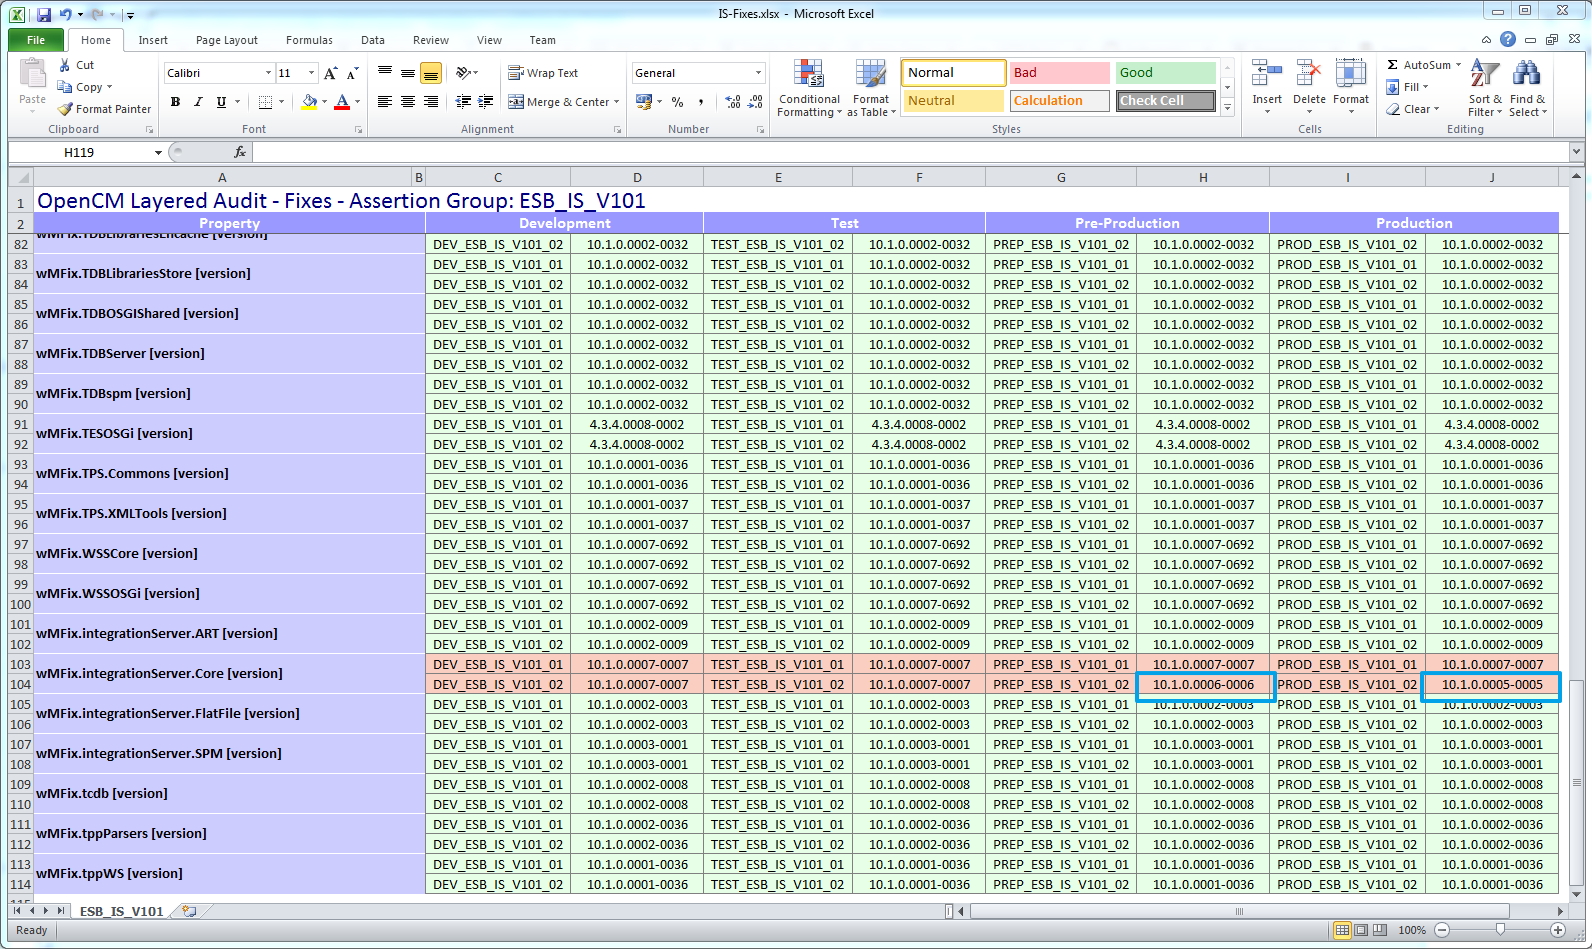 IS-Fixes.xlsx - Microsoft Excel
File Home Insert Page Layout Formulas Data Review View Team
Paste
Cut
Copy
Format Painter
Clipboard
Calibri 11
B I U
Font
Wrap Text
Merge & Center
Alignment
General
Number
Conditional Formatting
Format as Table
Normal Bad Good
Neutral Calculation Check Cell
Styles
Insert Delete Format
Cells
AutoSum
Fill
Clear
Sort & Filter
Find & Select
Editing
H119 fx
A B C D E F G H I J
1 OpenCM Layered Audit - Fixes - Assertion Group: ESB_IS_V101
2 Property Development Test Pre-Production Production
wMFix.TDBLibrariesEhcache [version]
82 DEV_ESB_IS_V101_02 10.1.0.0002-0032 TEST_ESB_IS_V101_02 10.1.0.0002-0032 PREP_ESB_IS_V101_02 10.1.0.0002-0032 PROD_ESB_IS_V101_02 10.1.0.0002-0032
83 DEV_ESB_IS_V101_01 10.1.0.0002-0032 TEST_ESB_IS_V101_01 10.1.0.0002-0032 PREP_ESB_IS_V101_01 10.1.0.0002-0032 PROD_ESB_IS_V101_01 10.1.0.0002-0032
wMFix.TDBLibrariesStore [version]
84 DEV_ESB_IS_V101_02 10.1.0.0002-0032 TEST_ESB_IS_V101_02 10.1.0.0002-0032 PREP_ESB_IS_V101_02 10.1.0.0002-0032 PROD_ESB_IS_V101_02 10.1.0.0002-0032
85 DEV_ESB_IS_V101_01 10.1.0.0002-0032 TEST_ESB_IS_V101_01 10.1.0.0002-0032 PREP_ESB_IS_V101_01 10.1.0.0002-0032 PROD_ESB_IS_V101_01 10.1.0.0002-0032
wMFix.TDBOSGIShared [version]
86 DEV_ESB_IS_V101_02 10.1.0.0002-0032 TEST_ESB_IS_V101_02 10.1.0.0002-0032 PREP_ESB_IS_V101_02 10.1.0.0002-0032 PROD_ESB_IS_V101_02 10.1.0.0002-0032
87 DEV_ESB_IS_V101_01 10.1.0.0002-0032 TEST_ESB_IS_V101_01 10.1.0.0002-0032 PREP_ESB_IS_V101_01 10.1.0.0002-0032 PROD_ESB_IS_V101_01 10.1.0.0002-0032
wMFix.TDBServer [version]
88 DEV_ESB_IS_V101_02 10.1.0.0002-0032 TEST_ESB_IS_V101_02 10.1.0.0002-0032 PREP_ESB_IS_V101_02 10.1.0.0002-0032 PROD_ESB_IS_V101_02 10.1.0.0002-0032
89 DEV_ESB_IS_V101_01 10.1.0.0002-0032 TEST_ESB_IS_V101_01 10.1.0.0002-0032 PREP_ESB_IS_V101_01 10.1.0.0002-0032 PROD_ESB_IS_V101_01 10.1.0.0002-0032
wMFix.TDBspm [version]
90 DEV_ESB_IS_V101_02 10.1.0.0002-0032 TEST_ESB_IS_V101_02 10.1.0.0002-0032 PREP_ESB_IS_V101_02 10.1.0.0002-0032 PROD_ESB_IS_V101_02 10.1.0.0002-0032
91 DEV_ESB_IS_V101_01 4.3.4.0008-0002 TEST_ESB_IS_V101_01 4.3.4.0008-0002 PREP_ESB_IS_V101_01 4.3.4.0008-0002 PROD_ESB_IS_V101_01 4.3.4.0008-0002
wMFix.TESOSGi [version]
92 DEV_ESB_IS_V101_02 4.3.4.0008-0002 TEST_ESB_IS_V101_02 4.3.4.0008-0002 PREP_ESB_IS_V101_02 4.3.4.0008-0002 PROD_ESB_IS_V101_02 4.3.4.0008-0002
93 DEV_ESB_IS_V101_01 10.1.0.0001-0036 TEST_ESB_IS_V101_01 10.1.0.0001-0036 PREP_ESB_IS_V101_01 10.1.0.0001-0036 PROD_ESB_IS_V101_01 10.1.0.0001-0036
wMFix.TPS.Commons [version]
94 DEV_ESB_IS_V101_02 10.1.0.0001-0036 TEST_ESB_IS_V101_02 10.1.0.0001-0036 PREP_ESB_IS_V101_02 10.1.0.0001-0036 PROD_ESB_IS_V101_02 10.1.0.0001-0036
95 DEV_ESB_IS_V101_01 10.1.0.0001-0037 TEST_ESB_IS_V101_01 10.1.0.0001-0037 PREP_ESB_IS_V101_01 10.1.0.0001-0037 PROD_ESB_IS_V101_01 10.1.0.0001-0037
wMFix.TPS.XMLTools [version]
96 DEV_ESB_IS_V101_02 10.1.0.0001-0037 TEST_ESB_IS_V101_02 10.1.0.0001-0037 PREP_ESB_IS_V101_02 10.1.0.0001-0037 PROD_ESB_IS_V101_02 10.1.0.0001-0037
97 DEV_ESB_IS_V101_01 10.1.0.0007-0692 TEST_ESB_IS_V101_01 10.1.0.0007-0692 PREP_ESB_IS_V101_01 10.1.0.0007-0692 PROD_ESB_IS_V101_01 10.1.0.0007-0692
wMFix.WSSCore [version]
98 DEV_ESB_IS_V101_02 10.1.0.0007-0692 TEST_ESB_IS_V101_02 10.1.0.0007-0692 PREP_ESB_IS_V101_02 10.1.0.0007-0692 PROD_ESB_IS_V101_02 10.1.0.0007-0692
99 DEV_ESB_IS_V101_01 10.1.0.0007-0692 TEST_ESB_IS_V101_01 10.1.0.0007-0692 PREP_ESB_IS_V101_01 10.1.0.0007-0692 PROD_ESB_IS_V101_01 10.1.0.0007-0692
wMFix.WSSOSGi [version]
100 DEV_ESB_IS_V101_02 10.1.0.0007-0692 TEST_ESB_IS_V101_02 10.1.0.0007-0692 PREP_ESB_IS_V101_02 10.1.0.0007-0692 PROD_ESB_IS_V101_02 10.1.0.0007-0692
101 DEV_ESB_IS_V101_01 10.1.0.0002-0009 TEST_ESB_IS_V101_01 10.1.0.0002-0009 PREP_ESB_IS_V101_01 10.1.0.0002-0009 PROD_ESB_IS_V101_01 10.1.0.0002-0009
wMFix.integrationServer.ART [version]
102 DEV_ESB_IS_V101_02 10.1.0.0002-0009 TEST_ESB_IS_V101_02 10.1.0.0002-0009 PREP_ESB_IS_V101_02 10.1.0.0002-0009 PROD_ESB_IS_V101_02 10.1.0.0002-0009
103 DEV_ESB_IS_V101_01 10.1.0.0007-0007 TEST_ESB_IS_V101_01 10.1.0.0007-0007 PREP_ESB_IS_V101_01 10.1.0.0007-0007 PROD_ESB_IS_V101_01 10.1.0.0007-0007
wMFix.integrationServer.Core [version]
104 DEV_ESB_IS_V101_02 10.1.0.0007-0007 TEST_ESB_IS_V101_02 10.1.0.0007-0007 PREP_ESB_IS_V101_02 10.1.0.0006-0006 PROD_ESB_IS_V101_02 10.1.0.0005-0005
105 DEV_ESB_IS_V101_01 10.1.0.0002-0003 TEST_ESB_IS_V101_01 10.1.0.0002-0003 PREP_ESB_IS_V101_01 10.1.0.0002-0003 PROD_ESB_IS_V101_01 10.1.0.0002-0003
wMFix.integrationServer.FlatFile [version]
106 DEV_ESB_IS_V101_02 10.1.0.0002-0003 TEST_ESB_IS_V101_02 10.1.0.0002-0003 PREP_ESB_IS_V101_02 10.1.0.0002-0003 PROD_ESB_IS_V101_02 10.1.0.0002-0003
107 DEV_ESB_IS_V101_01 10.1.0.0003-0001 TEST_ESB_IS_V101_01 10.1.0.0003-0001 PREP_ESB_IS_V101_01 10.1.0.0003-0001 PROD_ESB_IS_V101_01 10.1.0.0003-0001
wMFix.integrationServer.SPM [version]
108 DEV_ESB_IS_V101_02 10.1.0.0003-0001 TEST_ESB_IS_V101_02 10.1.0.0003-0001 PREP_ESB_IS_V101_02 10.1.0.0003-0001 PROD_ESB_IS_V101_02 10.1.0.0003-0001
109 DEV_ESB_IS_V101_01 10.1.0.0002-0008 TEST_ESB_IS_V101_01 10.1.0.0002-0008 PREP_ESB_IS_V101_01 10.1.0.0002-0008 PROD_ESB_IS_V101_01 10.1.0.0002-0008
wMFix.tcdb [version]
110 DEV_ESB_IS_V101_02 10.1.0.0002-0008 TEST_ESB_IS_V101_02 10.1.0.0002-0008 PREP_ESB_IS_V101_02 10.1.0.0002-0008 PROD_ESB_IS_V101_02 10.1.0.0002-0008
111 DEV_ESB_IS_V101_01 10.1.0.0002-0036 TEST_ESB_IS_V101_01 10.1.0.0002-0036 PREP_ESB_IS_V101_01 10.1.0.0002-0036 PROD_ESB_IS_V101_01 10.1.0.0002-0036
wMFix.tppParsers [version]
112 DEV_ESB_IS_V101_02 10.1.0.0002-0036 TEST_ESB_IS_V101_02 10.1.0.0002-0036 PREP_ESB_IS_V101_02 10.1.0.0002-0036 PROD_ESB_IS_V101_02 10.1.0.0002-0036
113 DEV_ESB_IS_V101_01 10.1.0.0001-0036 TEST_ESB_IS_V101_01 10.1.0.0001-0036 PREP_ESB_IS_V101_01 10.1.0.0001-0036 PROD_ESB_IS_V101_01 10.1.0.0001-0036
wMFix.tppWS [version]
114 DEV_ESB_IS_V101_02 10.1.0.0001-0036 TEST_ESB_IS_V101_02 10.1.0.0001-0036 PREP_ESB_IS_V101_02 10.1.0.0001-0036 PROD_ESB_IS_V101_02 10.1.0.0001-0036
115
ESB_IS_V101
Ready 100%